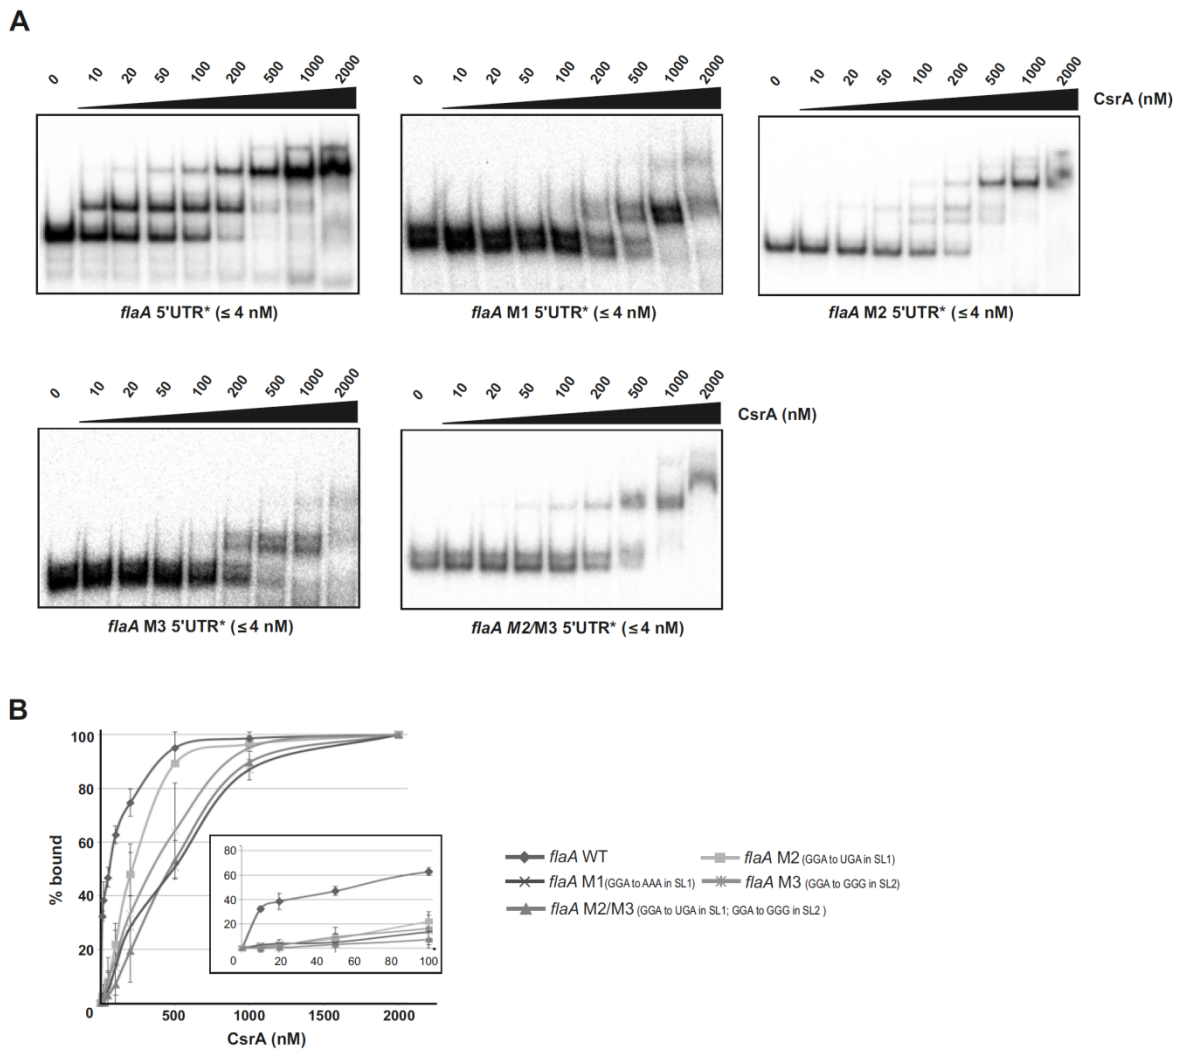 A
0 10 20 50 100 200 500 1000 2000
0 10 20 50 100 200 500 1000 2000
0 10 20 50 100 200 500 1000 2000
CsrA (nM)
flaA 5'UTR* (≤ 4 nM)
flaA M1 5'UTR* (≤ 4 nM)
flaA M2 5'UTR* (≤ 4 nM)
0 10 20 50 100 200 500 1000 2000
0 10 20 50 100 200 500 1000 2000
CsrA (nM)
flaA M3 5'UTR* (≤ 4 nM)
flaA M2/M3 5'UTR* (≤ 4 nM)
B
% bound
100
80
60
40
20
0
500 1000 1500 2000
CsrA (nM)
80
60
40
20
0 20 40 60 80 100
flaA WT
flaA M2 (GGA to UGA in SL1)
flaA M1 (GGA to AAA in SL1)
flaA M3 (GGA to GGG in SL2)
flaA M2/M3 (GGA to UGA in SL1; GGA to GGG in SL2 )